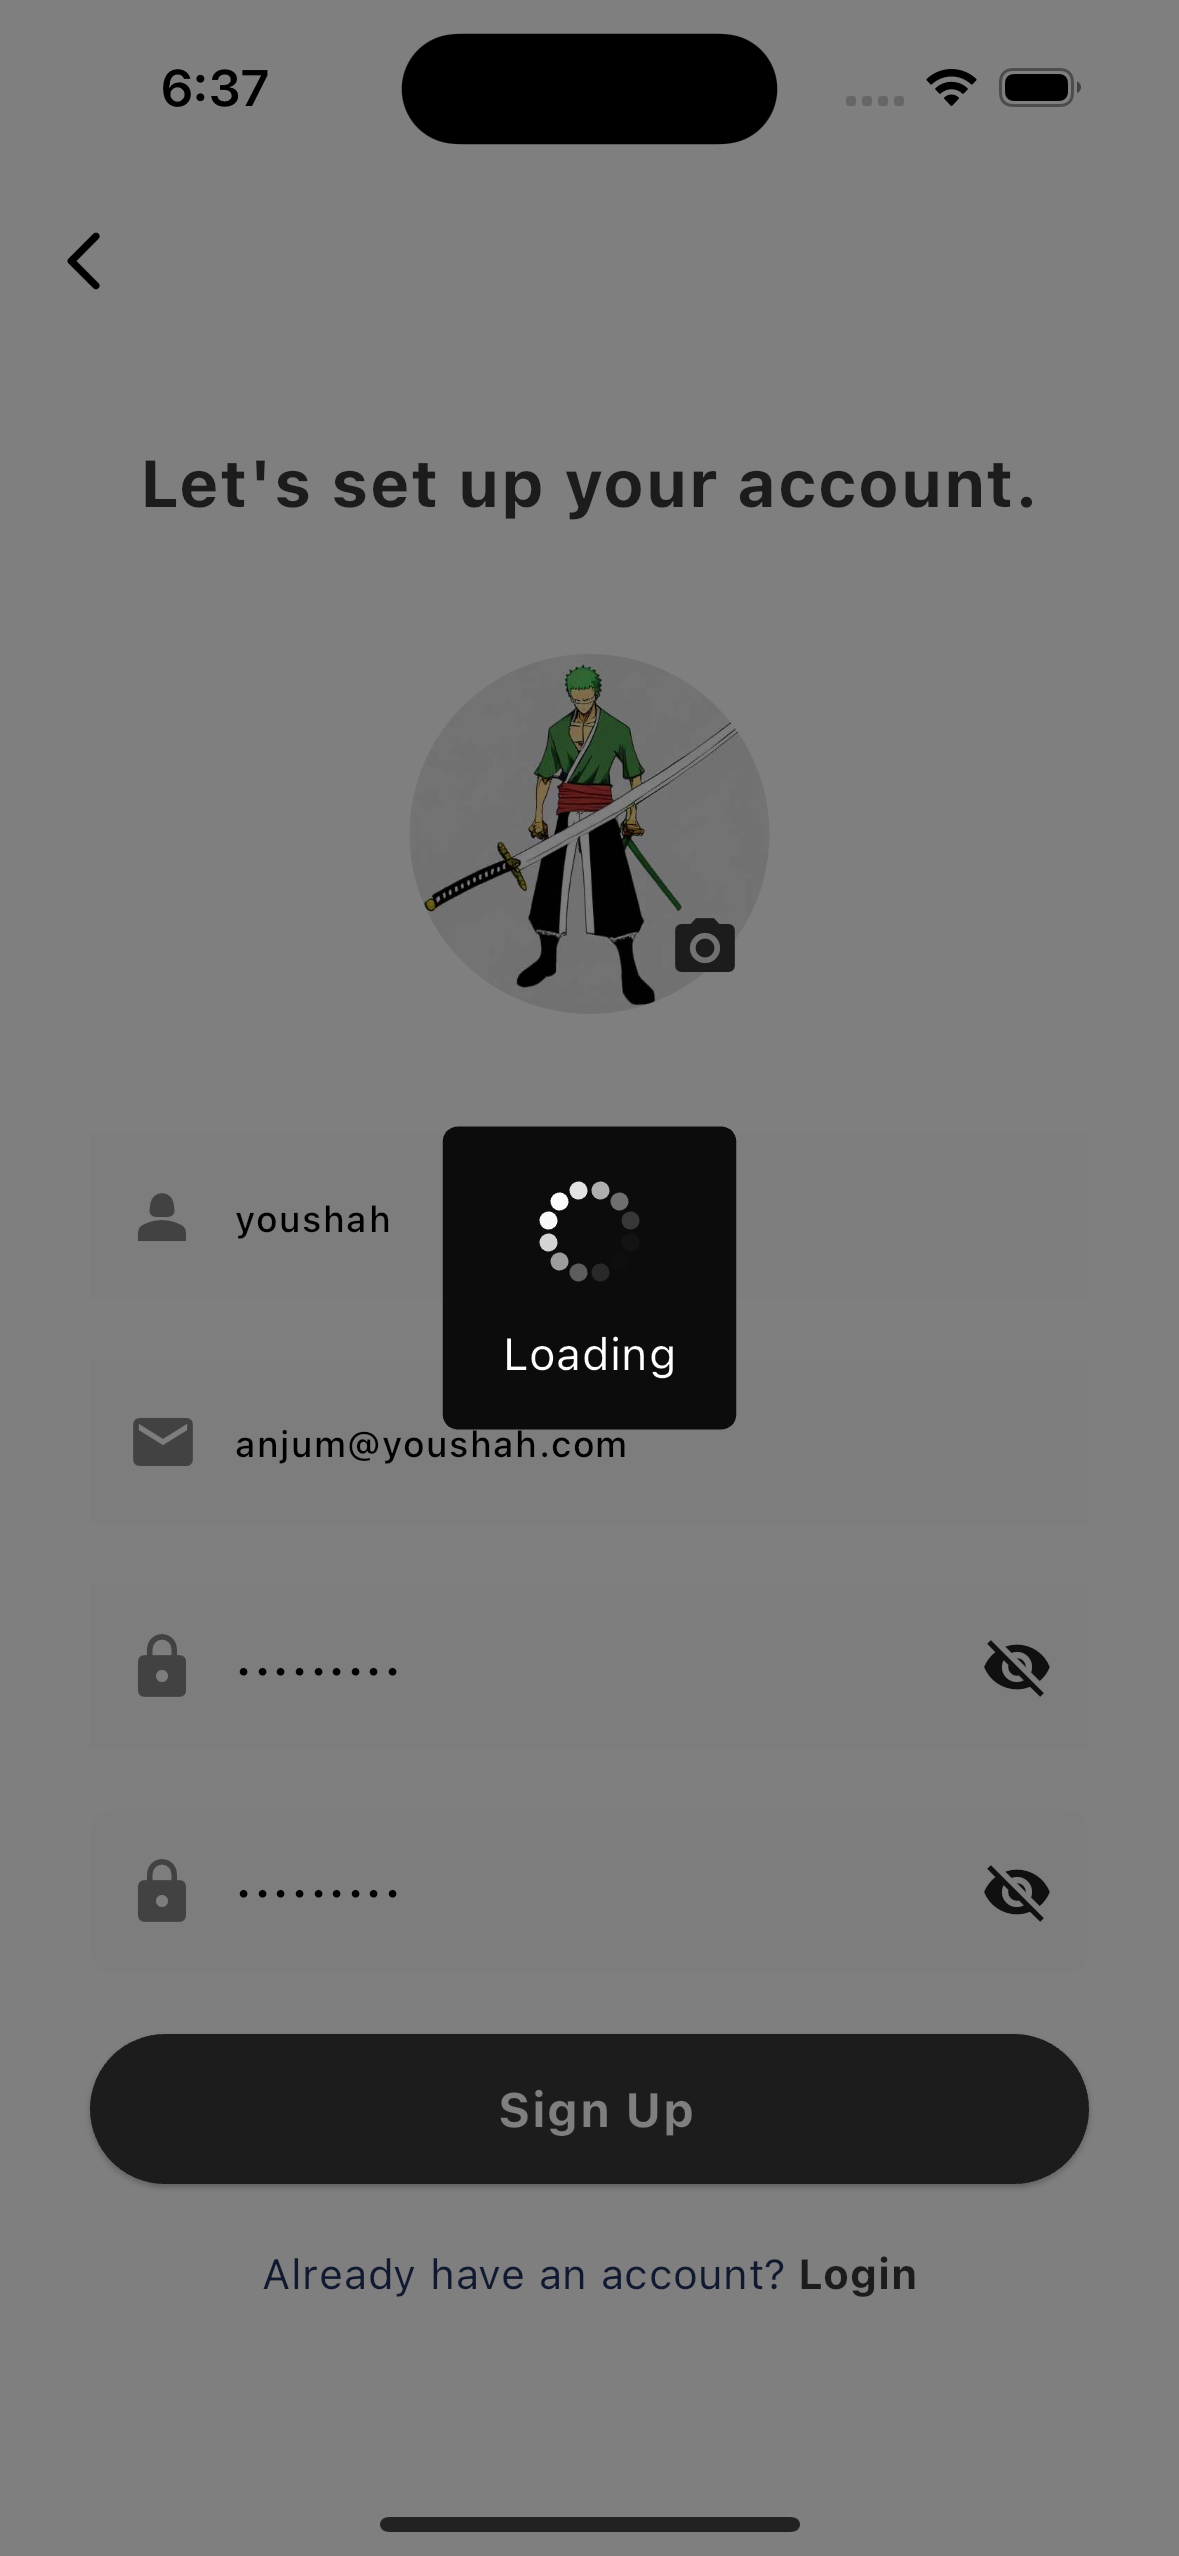 6:37
Let's set up your account.
youshah
Loading
anjum@youshah.com
•••••••••
•••••••••
Sign Up
Already have an account? Login